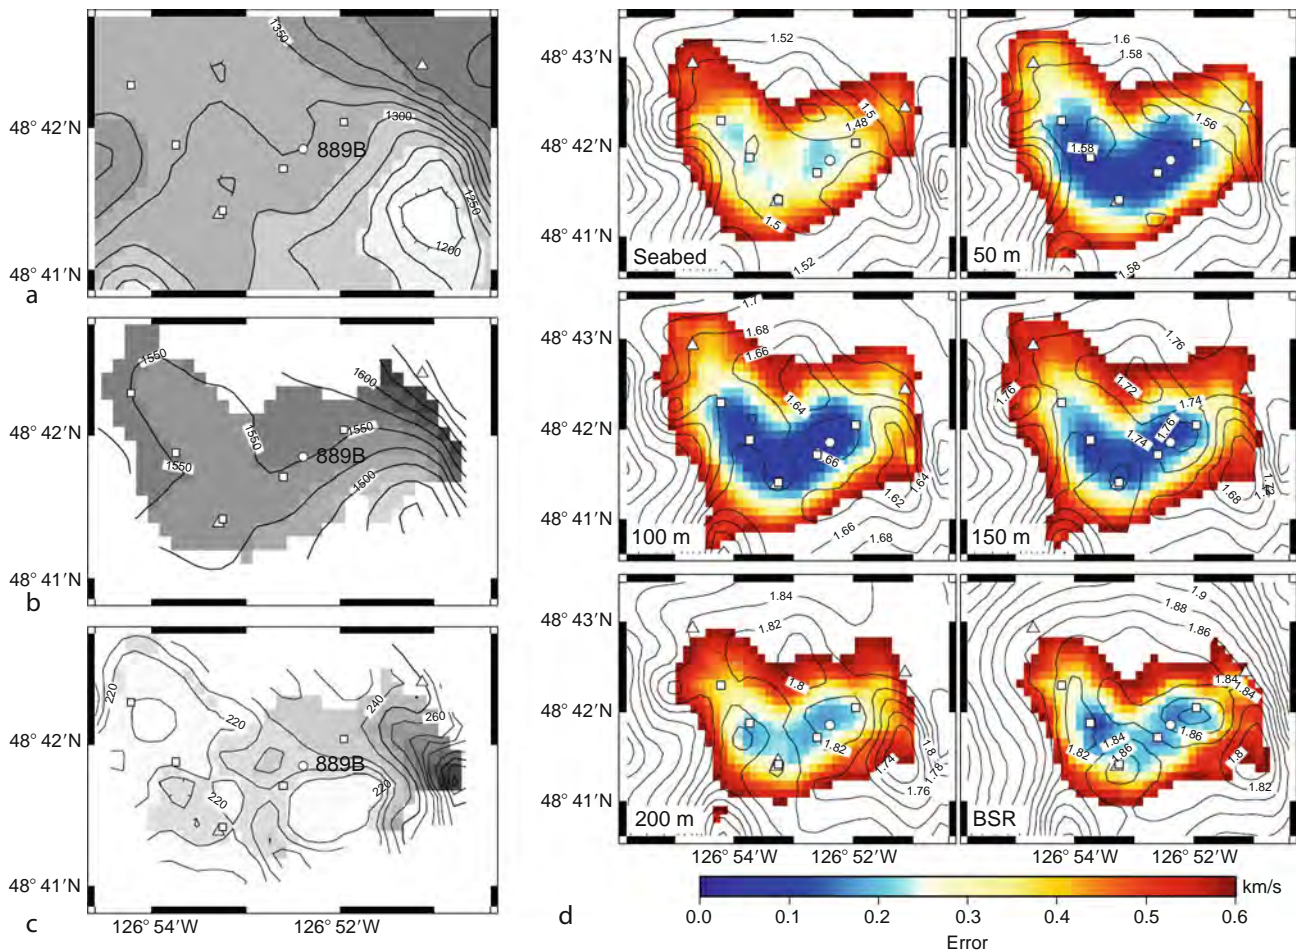 1350
1300
889B
1250
1200
48° 42′N
48° 41′N
a
1550
1600
1550
1550
889B
1550
1500
48° 42′N
48° 41′N
b
220
220
240
260
889B
220
220
48° 42′N
48° 41′N
126° 54′W
126° 52′W
c
48° 43′N
48° 42′N
48° 41′N
1.52
1.5
1.48
1.5
1.52
Seabed
1.6
1.58
1.56
1.58
1.58
50 m
48° 43′N
48° 42′N
48° 41′N
1.7
1.68
1.66
1.64
1.66
1.64
1.62
1.66
1.68
100 m
1.76
1.72
1.76
1.74
1.76
1.74
1.72
1.68
150 m
48° 43′N
48° 42′N
48° 41′N
1.84
1.82
1.8
1.82
1.74
1.8
1.78
1.76
200 m
1.9
1.88
1.86
1.84
1.84
1.84
1.86
1.82
1.86
1.8
1.82
BSR
126° 54′W
126° 52′W
126° 54′W
126° 52′W
d
km/s
0.0
0.1
0.2
0.3
0.4
0.5
0.6
Error